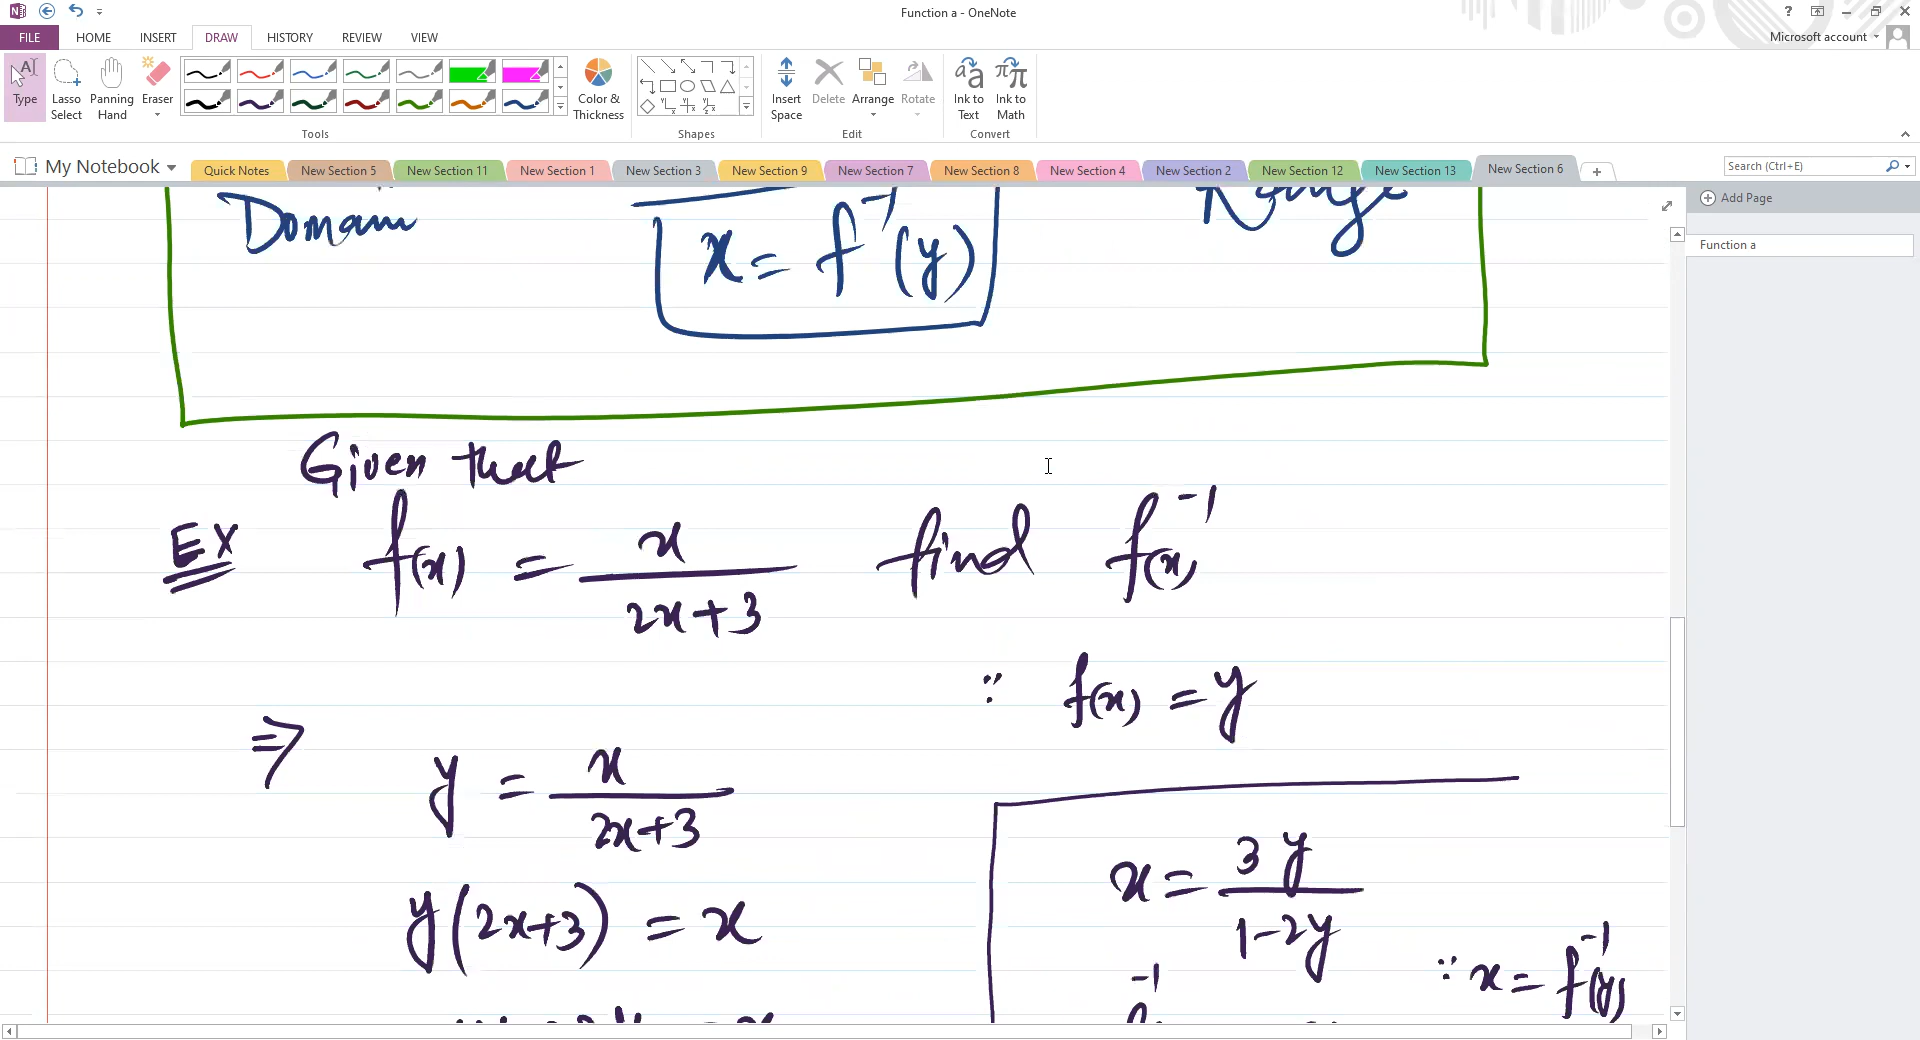 Function a - OneNote
FILE HOME INSERT DRAW HISTORY REVIEW VIEW
Microsoft account
Type
Lasso Select
Panning Hand
Eraser
Color & Thickness
Insert Space
Delete
Arrange
Rotate
Ink to Text
Ink to Math
Tools
Shapes
Edit
Convert
My Notebook
Quick Notes New Section 5 New Section 11 New Section 1 New Section 3 New Section 9 New Section 7 New Section 8 New Section 4 New Section 2 New Section 12 New Section 13 New Section 6
Search (Ctrl+E)
Add Page
Function a
Domain
x = f⁻¹(y)
Range
Given that
EX f(x) = x/(2x+3) find f⁻¹(x)
∵ f(x) = y
⇒ y = x/(2x+3)
y(2x+3) = x
x = 3y/(1-2y)
∵ x = f⁻¹(y)